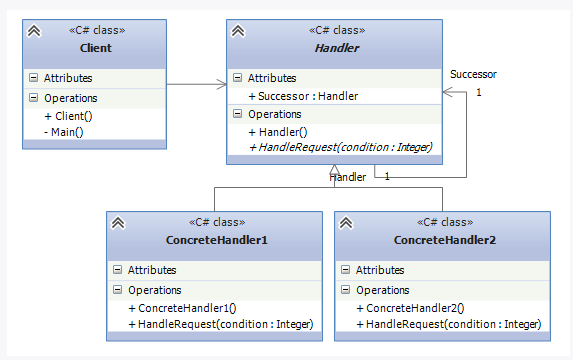 «C# class»
Client
Attributes
Operations
+ Client()
- Main()
«C# class»
Handler
Attributes
+ Successor : Handler
Operations
+ Handler()
+ HandleRequest(condition : Integer)
Successor
1
Handler
1
«C# class»
ConcreteHandler1
Attributes
Operations
+ ConcreteHandler1()
+ HandleRequest(condition : Integer)
«C# class»
ConcreteHandler2
Attributes
Operations
+ ConcreteHandler2()
+ HandleRequest(condition : Integer)